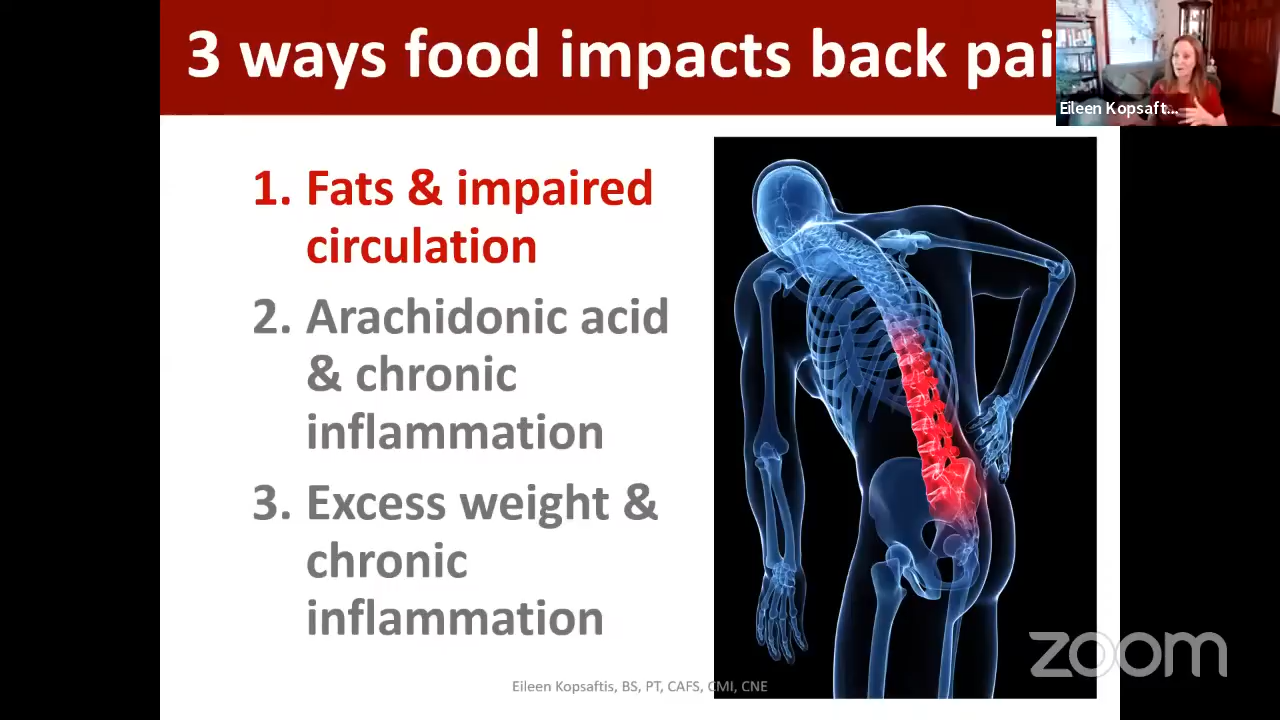 3 ways food impacts back pai
Eileen Kopsaft...
1. Fats & impaired
circulation
2. Arachidonic acid
& chronic
inflammation
3. Excess weight &
chronic
inflammation
Eileen Kopsaftis, BS, PT, CAFS, CMI, CNE
zoom